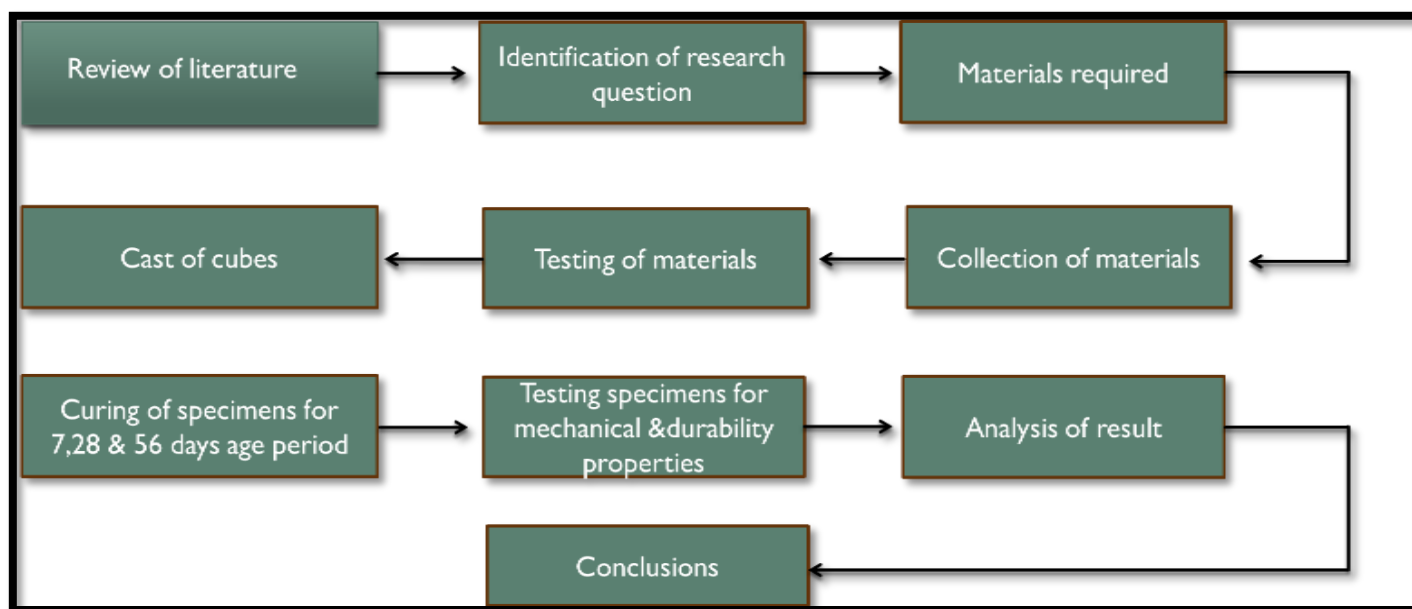 Review of literature
Identification of research
question
Materials required
Collection of materials
Testing of materials
Cast of cubes
Curing of specimens for
7,28 & 56 days age period
Testing specimens for
mechanical &durability
properties
Analysis of result
Conclusions